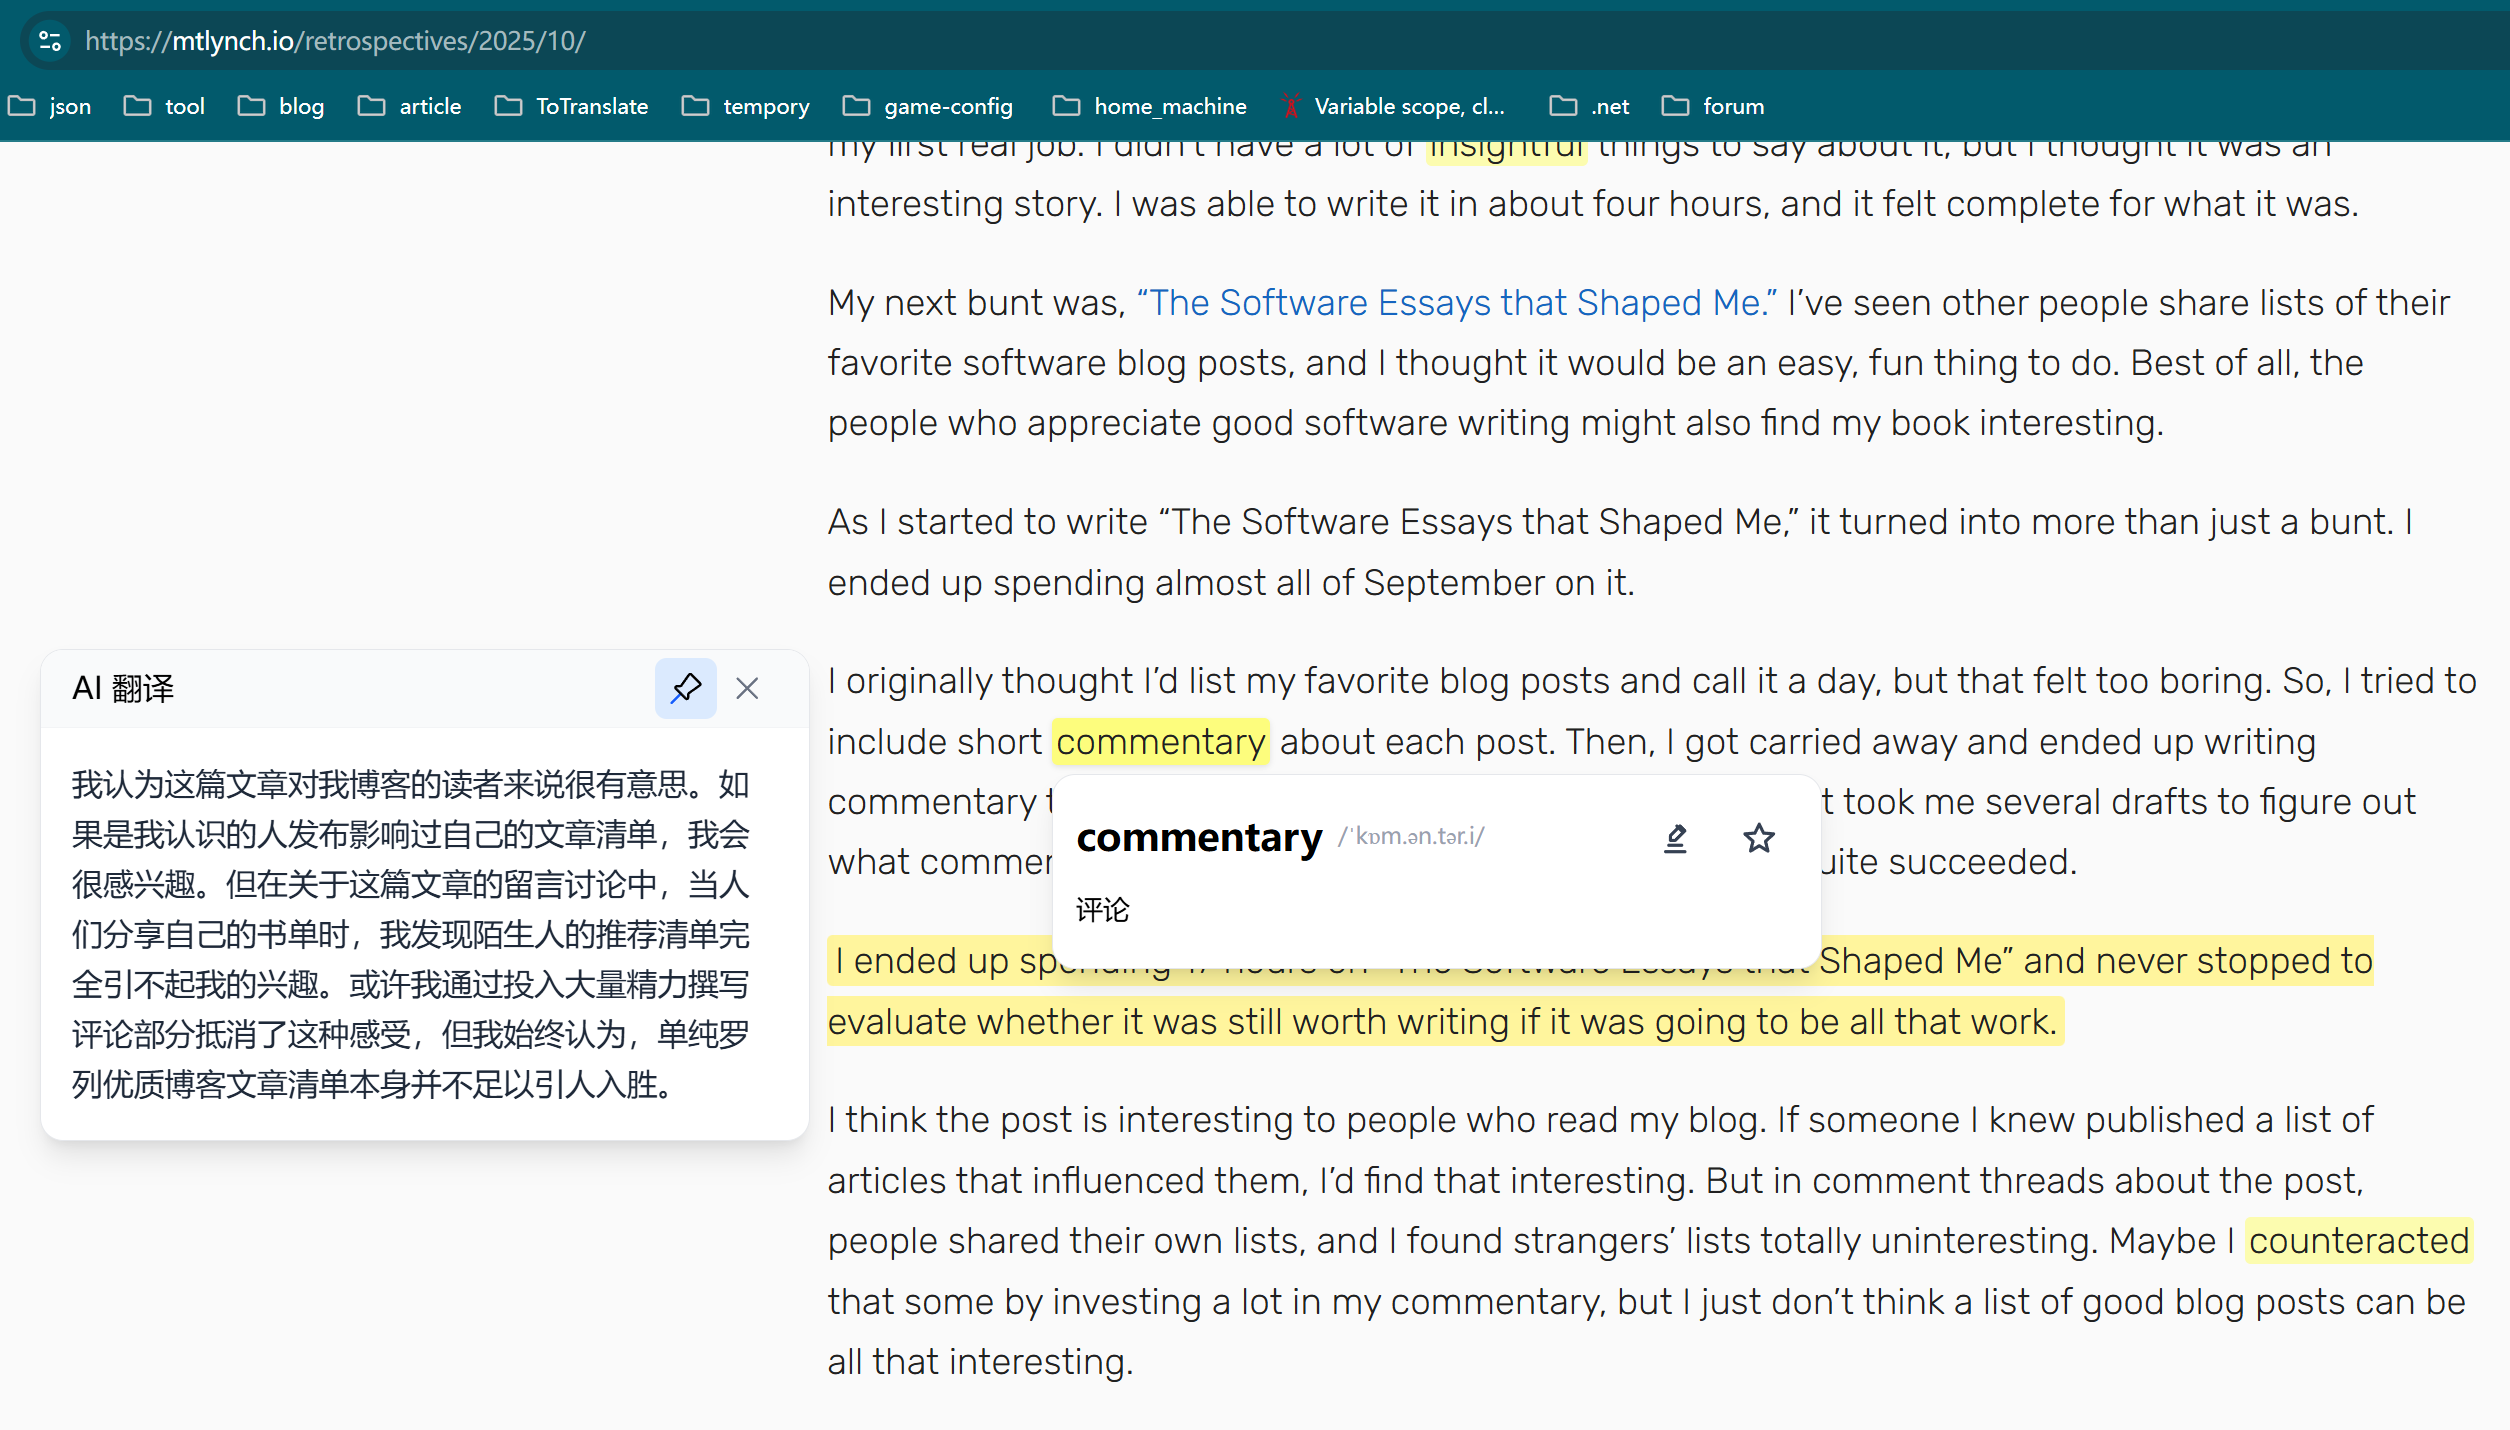 https://mtlynch.io/retrospectives/2025/10/
json tool blog article ToTranslate tempory game-config home_machine Variable scope, cl... .net forum
my first real job. I didn't have a lot of insightful things to say about it, but I thought it was an
interesting story. I was able to write it in about four hours, and it felt complete for what it was.
My next bunt was, “The Software Essays that Shaped Me.” I’ve seen other people share lists of their
favorite software blog posts, and I thought it would be an easy, fun thing to do. Best of all, the
people who appreciate good software writing might also find my book interesting.
As I started to write “The Software Essays that Shaped Me,” it turned into more than just a bunt. I
ended up spending almost all of September on it.
I originally thought I’d list my favorite blog posts and call it a day, but that felt too boring. So, I tried to
include short commentary about each post. Then, I got carried away and ended up writing
commentary t took me several drafts to figure out
what commen uite succeeded.
I ended up spending 17 hours on “The Software Essays that Shaped Me” and never stopped to
evaluate whether it was still worth writing if it was going to be all that work.
I think the post is interesting to people who read my blog. If someone I knew published a list of
articles that influenced them, I’d find that interesting. But in comment threads about the post,
people shared their own lists, and I found strangers’ lists totally uninteresting. Maybe I counteracted
that some by investing a lot in my commentary, but I just don’t think a list of good blog posts can be
all that interesting.
AI 翻译
我认为这篇文章对我博客的读者来说很有意思。如
果是我认识的人发布影响过自己的文章清单，我会
很感兴趣。但在关于这篇文章的留言讨论中，当人
们分享自己的书单时，我发现陌生人的推荐清单完
全引不起我的兴趣。或许我通过投入大量精力撰写
评论部分抵消了这种感受，但我始终认为，单纯罗
列优质博客文章清单本身并不足以引人入胜。
commentary /ˈkɒm.ən.tər.i/
评论